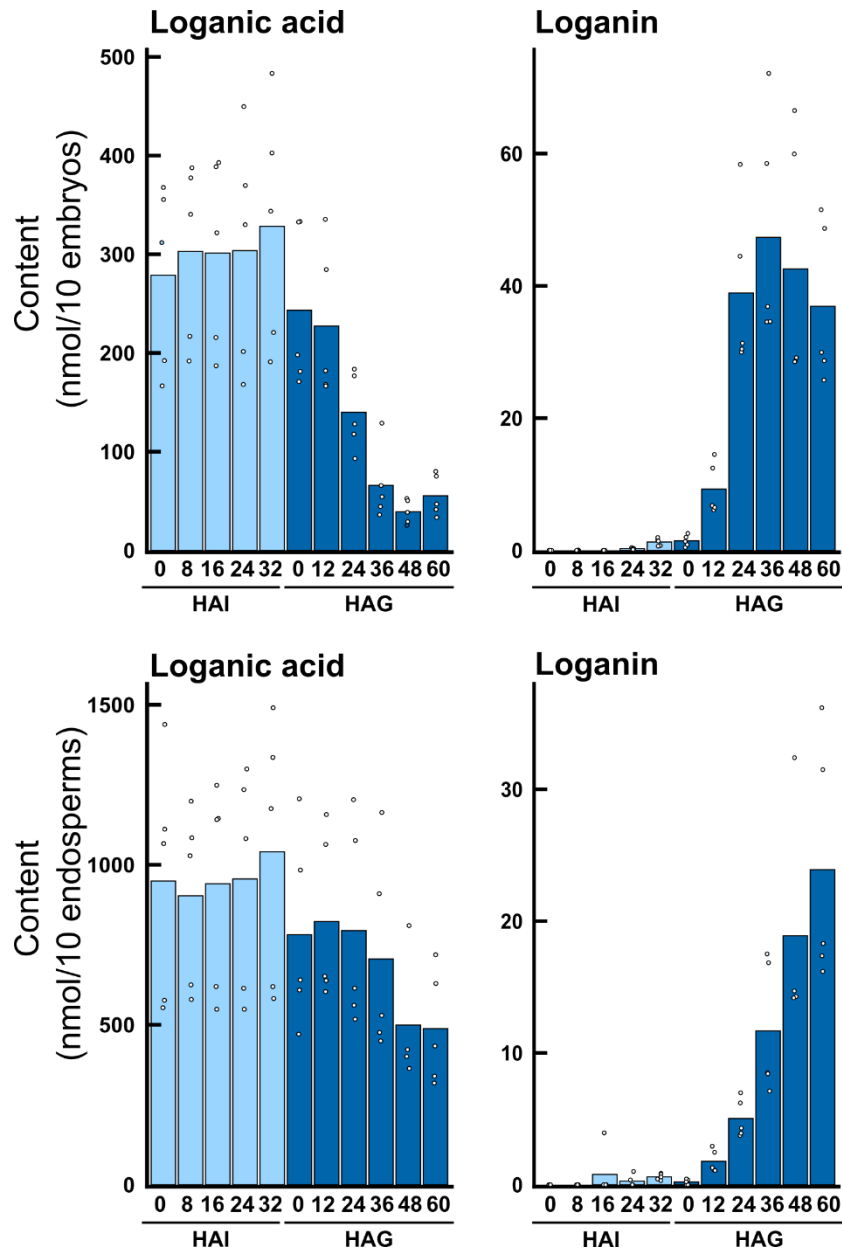 Loganic acid
Loganin
Content
(nmol/10 embryos)
500
400
300
200
100
0
60
40
20
0
0 8 16 24 32 0 12 24 36 48 60
HAI HAG
0 8 16 24 32 0 12 24 36 48 60
HAI HAG
Loganic acid
Loganin
Content
(nmol/10 endosperms)
1500
1000
500
0
30
20
10
0
0 8 16 24 32 0 12 24 36 48 60
HAI HAG
0 8 16 24 32 0 12 24 36 48 60
HAI HAG